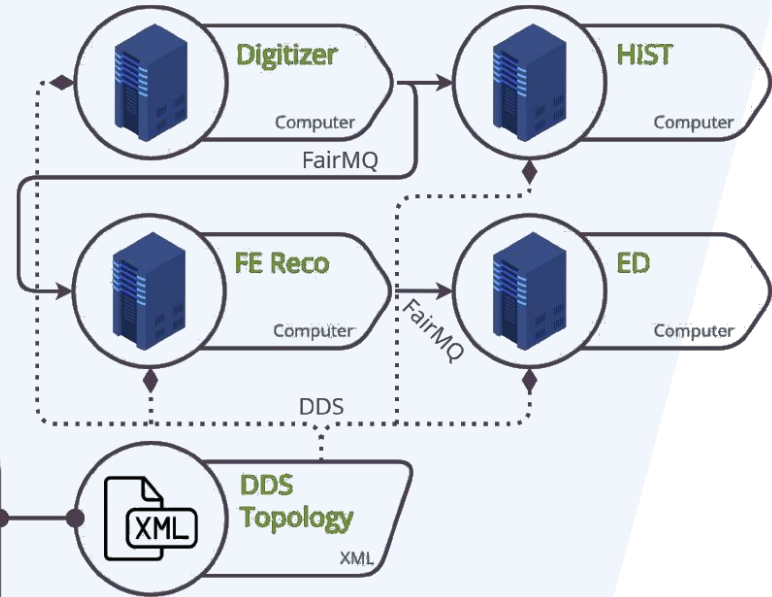 Digitizer
Computer
HiST
Computer
FairMQ
FE Reco
Computer
ED
Computer
FairMQ
DDS
XML
DDS
Topology
XML